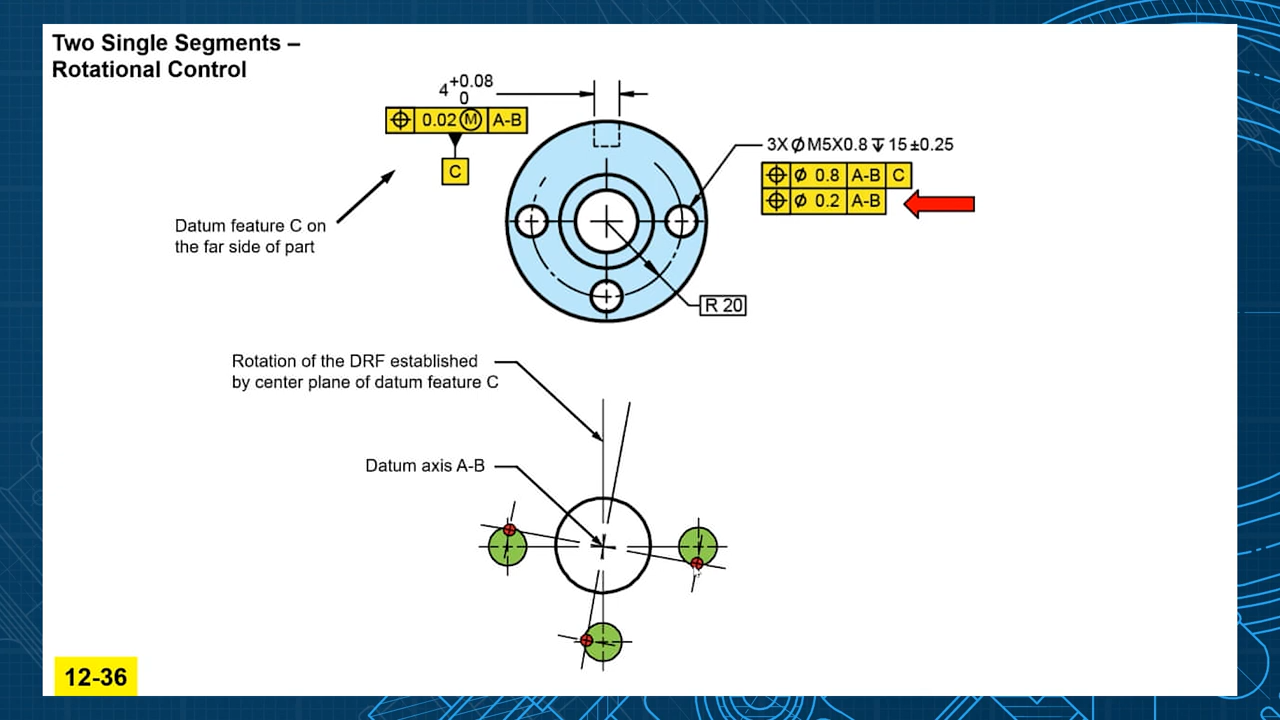 Two Single Segments –
Rotational Control
4 +0.08
0
⌖ 0.02 Ⓜ A-B
C
3X ⌀ M5X0.8 ↧ 15 ±0.25
⌖ ⌀ 0.8 A-B C
⌖ ⌀ 0.2 A-B
Datum feature C on
the far side of part
R 20
Rotation of the DRF established
by center plane of datum feature C
Datum axis A-B
12-36